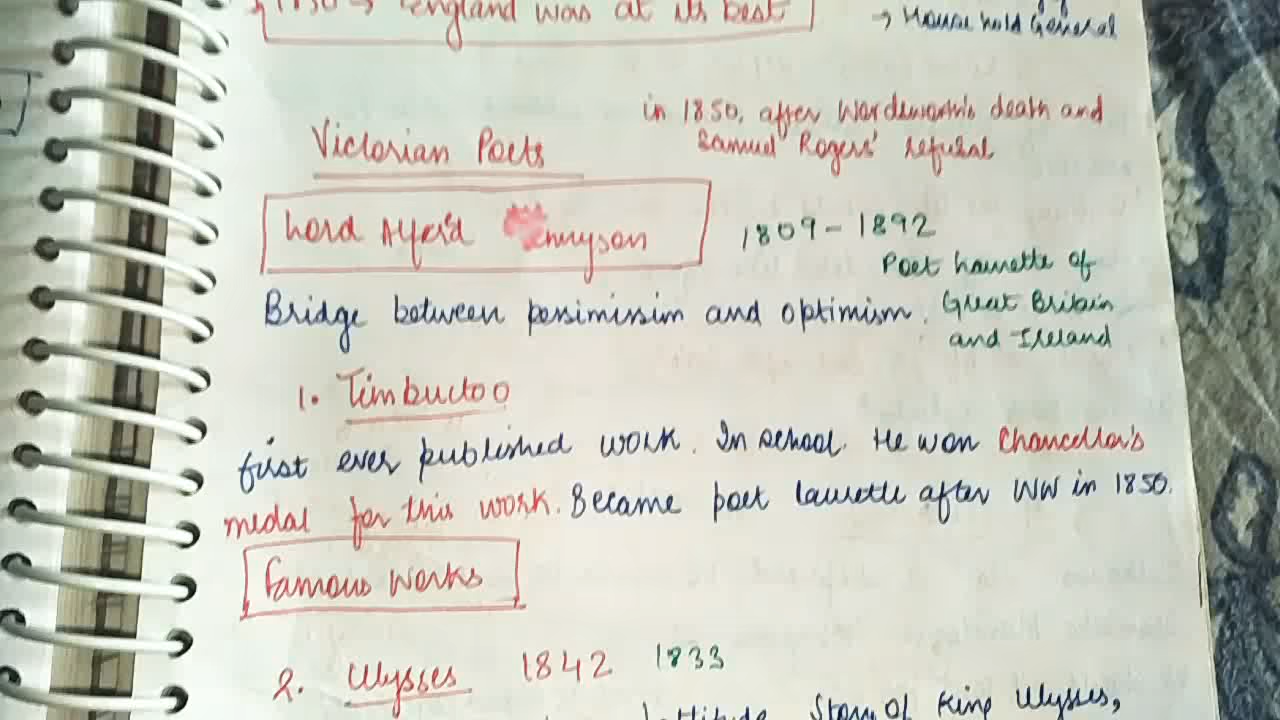 1850 → England was at its best
→ Household General
in 1850, after Wordsworth's death and
Samuel Rogers' refusal
Victorian Poets
Lord Alfred Tennyson
1809 - 1892
Poet Laurette of
Great Britain
and Ireland
Bridge between pessimissim and optimism.
1. Timbuctoo
first ever published work. In school. He won Chancellor's
medal for this work. Became poet laurette after WW in 1850.
Famous Works
2. Ulysses 1842 1833
Story of King Ulysses,